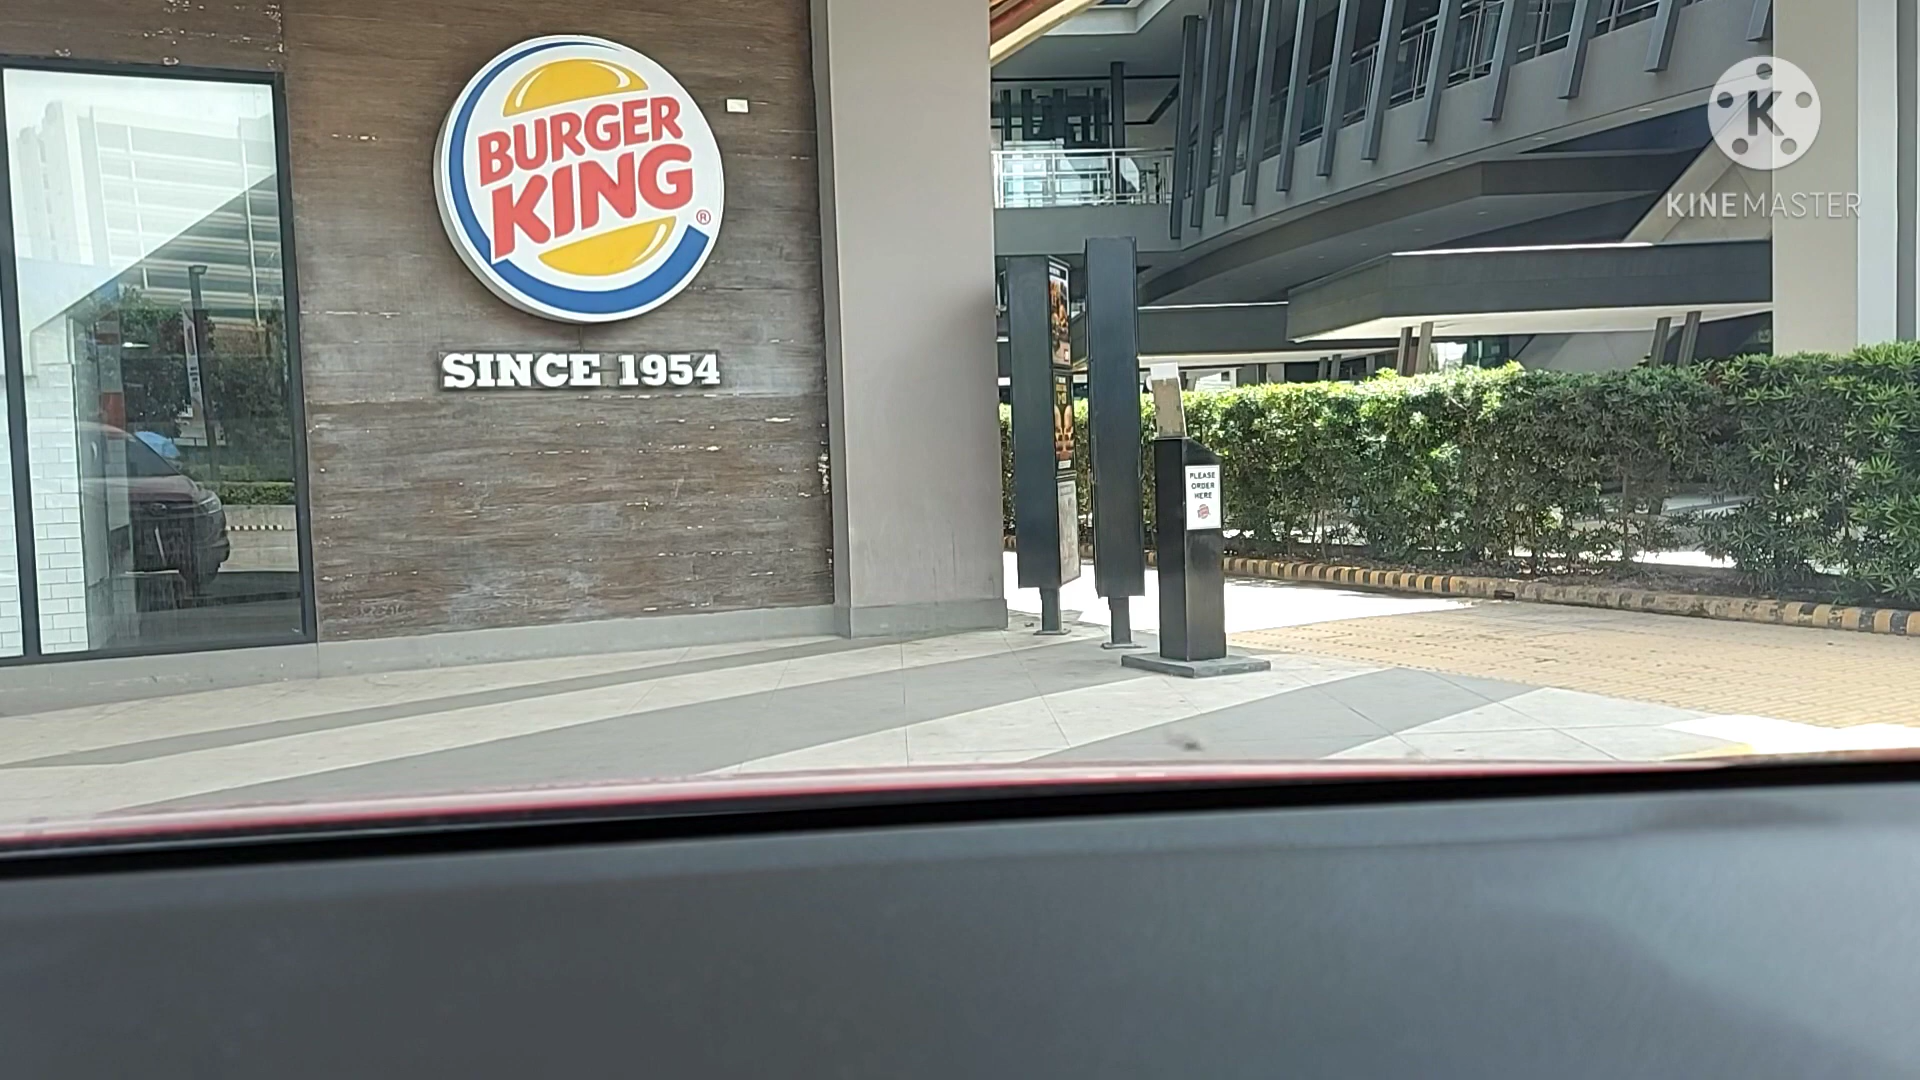 BURGER
KING
®
SINCE 1954
K
KINEMASTER
PLEASE
ORDER
HERE